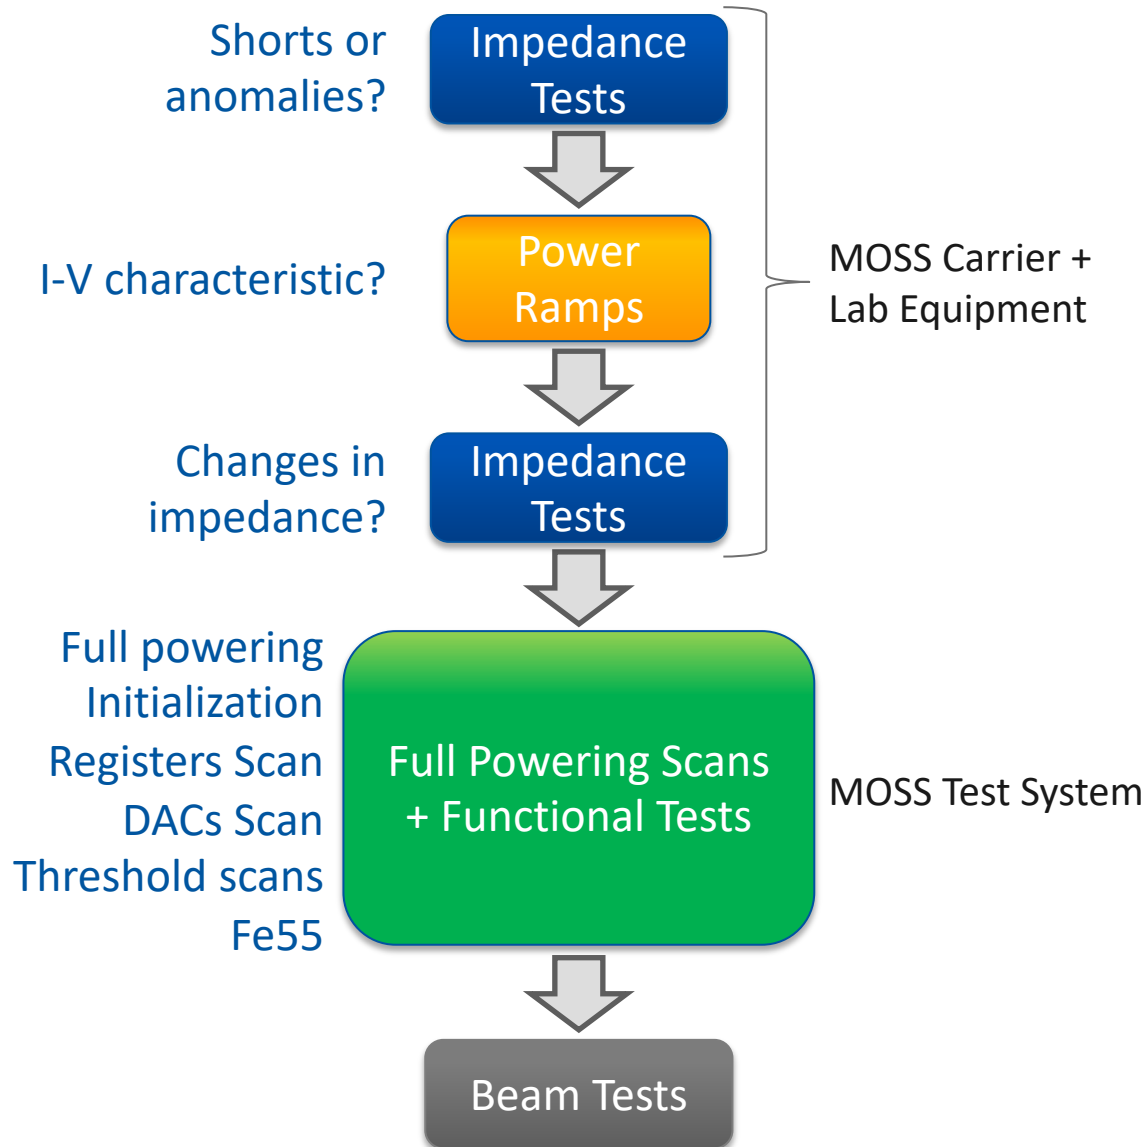 Shorts or
anomalies?
Impedance
Tests
I-V characteristic?
Power
Ramps
MOSS Carrier +
Lab Equipment
Changes in
impedance?
Impedance
Tests
Full powering
Initialization
Registers Scan
DACs Scan
Threshold scans
Fe55
Full Powering Scans
+ Functional Tests
MOSS Test System
Beam Tests